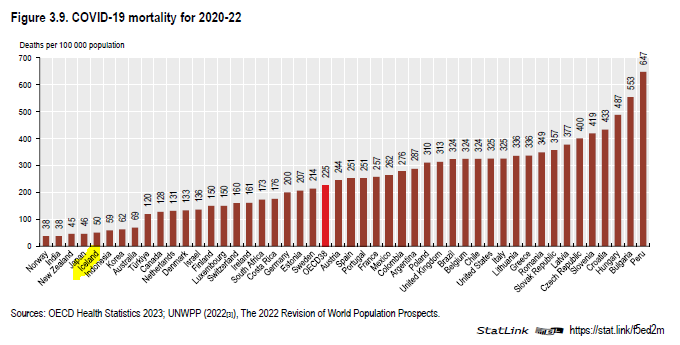 Figure 3.9. COVID-19 mortality for 2020-22
Deaths per 100 000 population
700
600
500
400
300
200
100
0
38
38
45
46
50
59
62
69
120
128
131
133
136
150
150
160
161
173
176
200
207
214
225
244
251
251
257
262
276
287
310
313
324
324
324
325
325
336
336
349
357
377
400
419
433
487
553
647
Norway
India
New Zealand
Japan
Iceland
Indonesia
Korea
Australia
Türkiye
Canada
Netherlands
Denmark
Israel
Finland
Luxembourg
Switzerland
Ireland
South Africa
Costa Rica
Germany
Estonia
Sweden
OECD38
Austria
Spain
Portugal
France
Mexico
Colombia
Argentina
Poland
United Kingdom
Brazil
Belgium
Chile
United States
Italy
Lithuania
Greece
Romania
Slovak Republic
Latvia
Czech Republic
Slovenia
Croatia
Hungary
Bulgaria
Peru
Sources: OECD Health Statistics 2023; UNWPP (2022[3]), The 2022 Revision of World Population Prospects.
StatLink https://stat.link/f5ed2m